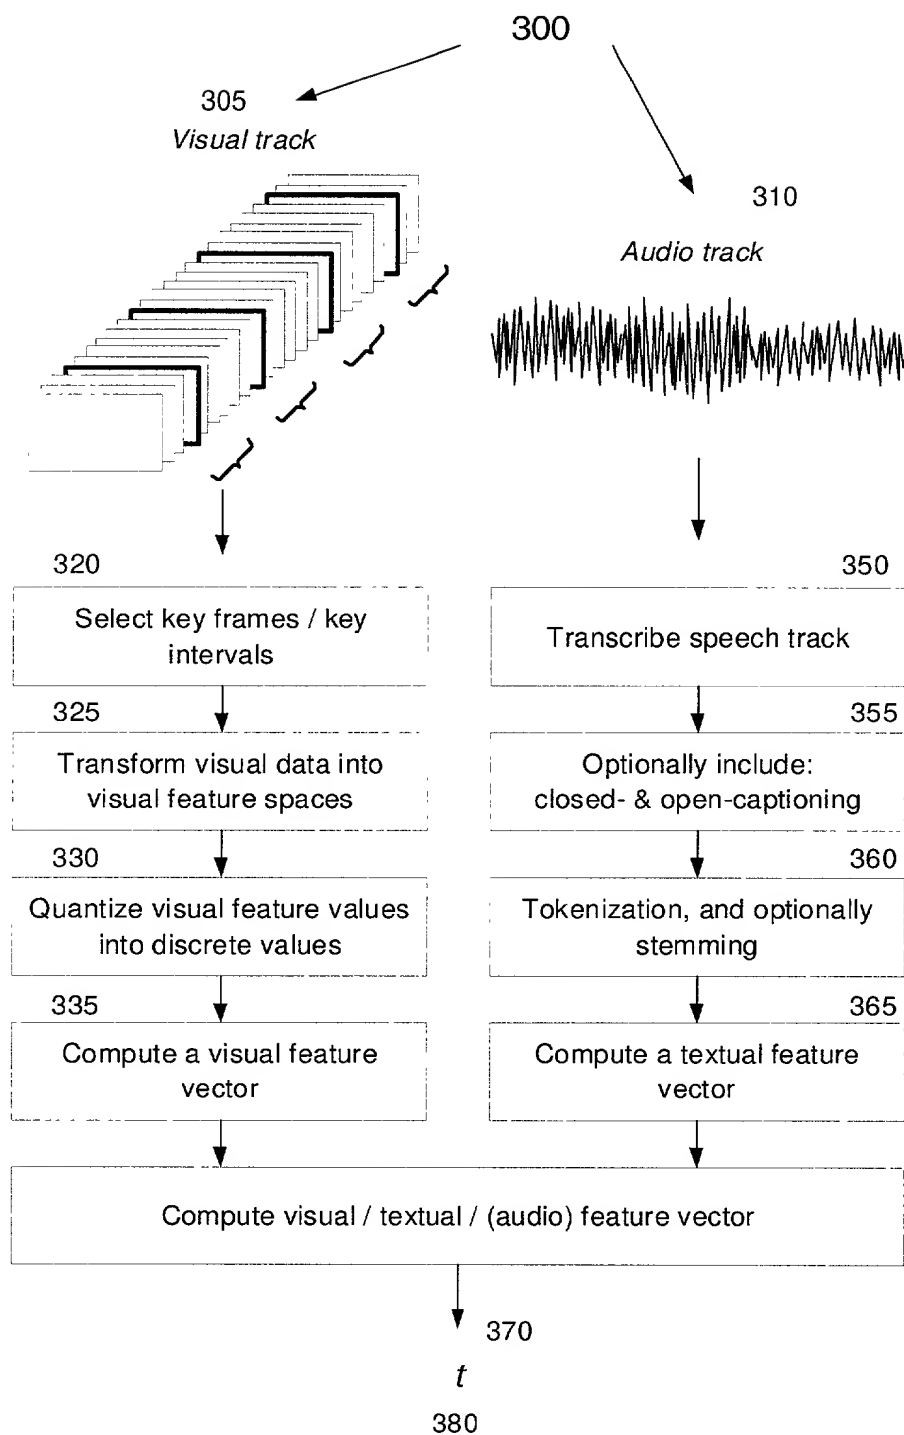 300
305
Visual track
310
Audio track
320
Select key frames / key
intervals
325
Transform visual data into
visual feature spaces
330
Quantize visual feature values
into discrete values
335
Compute a visual feature
vector
350
Transcribe speech track
355
Optionally include:
closed- & open-captioning
360
Tokenization, and optionally
stemming
365
Compute a textual feature
vector
Compute visual / textual / (audio) feature vector
370
t
380